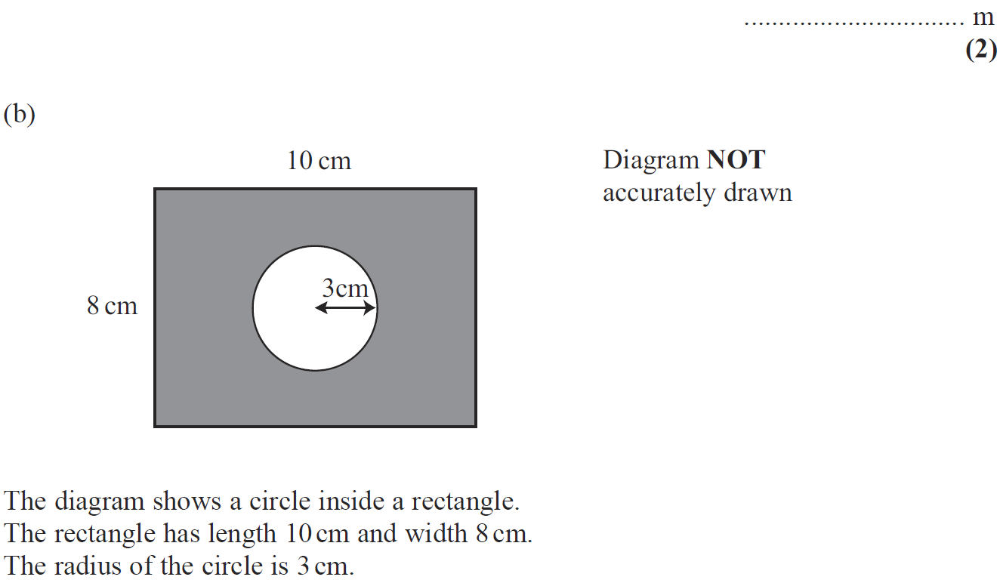 .................................. m
(2)
(b)
10 cm
Diagram NOT
accurately drawn
3cm
8 cm
The diagram shows a circle inside a rectangle.
The rectangle has length 10 cm and width 8 cm.
The radius of the circle is 3 cm.